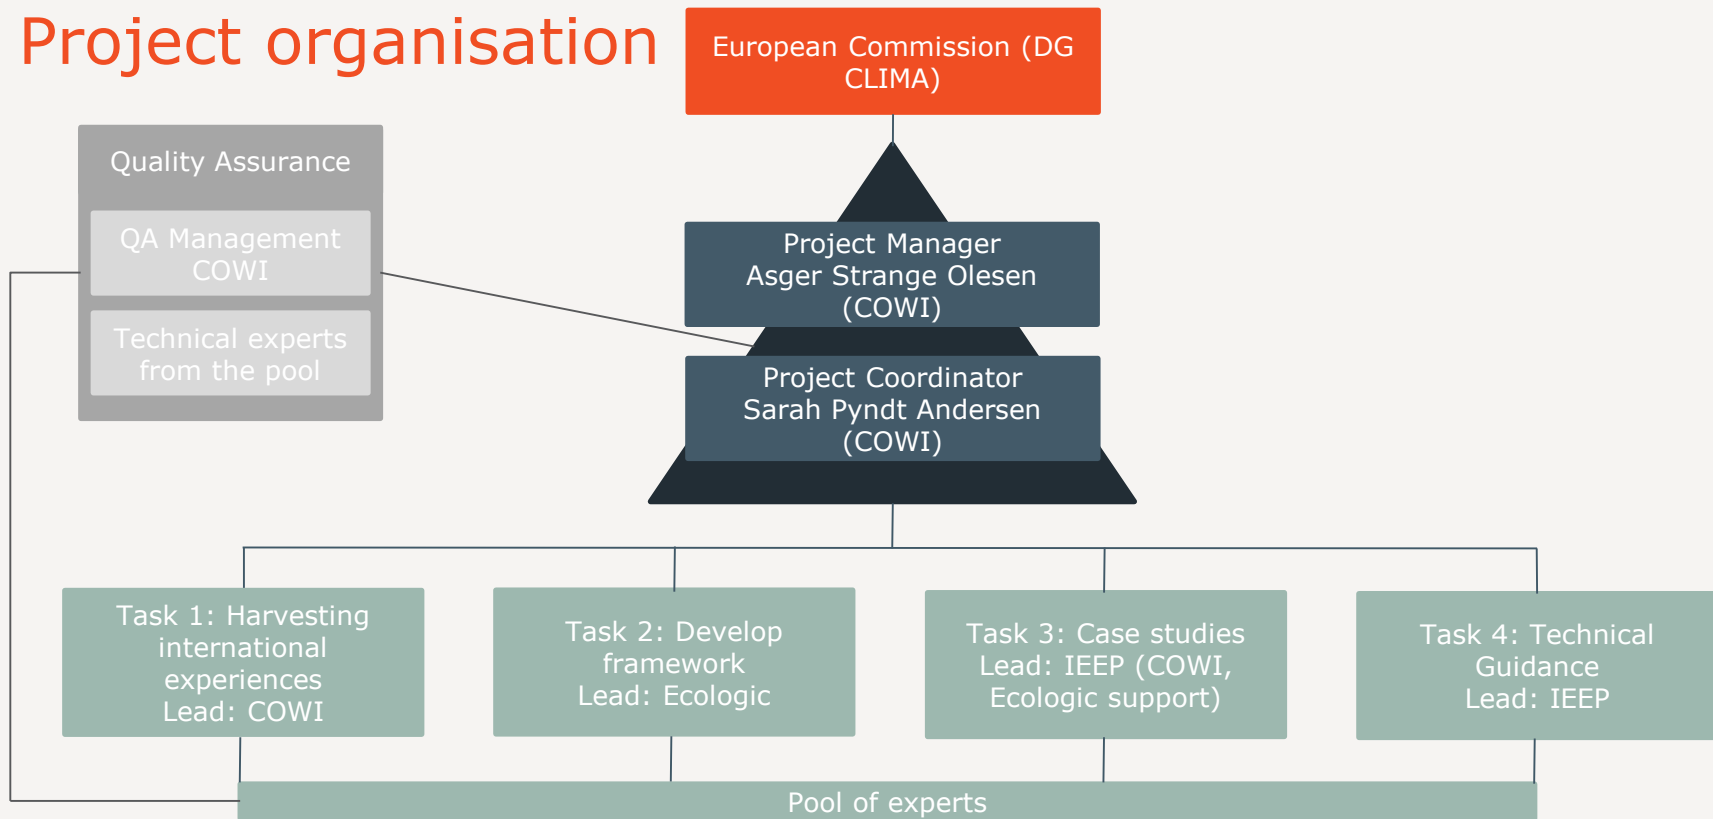 Project organisation
European Commission (DG
CLIMA)
Quality Assurance
QA Management
COWI
Technical experts
from the pool
Project Manager
Asger Strange Olesen
(COWI)
Project Coordinator
Sarah Pyndt Andersen
(COWI)
Task 1: Harvesting
international
experiences
Lead: COWI
Task 2: Develop
framework
Lead: Ecologic
Task 3: Case studies
Lead: IEEP (COWI,
Ecologic support)
Task 4: Technical
Guidance
Lead: IEEP
Pool of experts